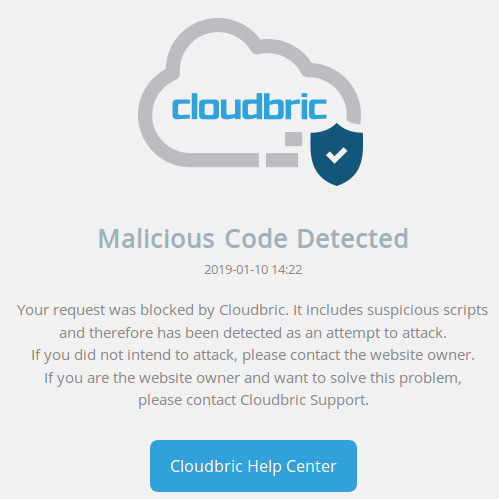 cloudbric
Malicious Code Detected
2019-01-10 14:22
Your request was blocked by Cloudbric. It includes suspicious scripts
and therefore has been detected as an attempt to attack.
If you did not intend to attack, please contact the website owner.
If you are the website owner and want to solve this problem,
please contact Cloudbric Support.
Cloudbric Help Center